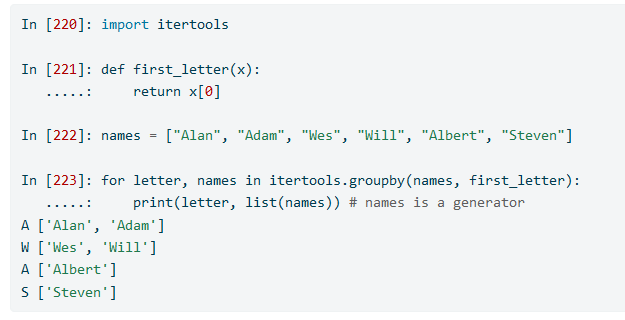 In [220]: import itertools
In [221]: def first_letter(x):
   .....:     return x[0]
In [222]: names = ["Alan", "Adam", "Wes", "Will", "Albert", "Steven"]
In [223]: for letter, names in itertools.groupby(names, first_letter):
   .....:     print(letter, list(names)) # names is a generator
A ['Alan', 'Adam']
W ['Wes', 'Will']
A ['Albert']
S ['Steven']